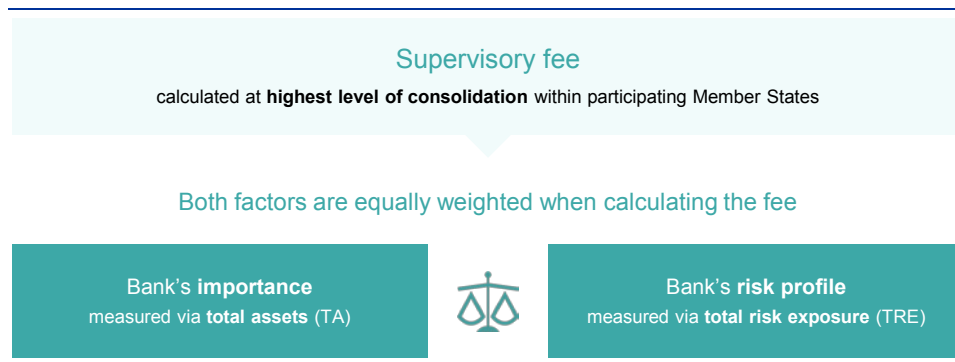 Supervisory fee
calculated at highest level of consolidation within participating Member States
Both factors are equally weighted when calculating the fee
Bank's importance
measured via total assets (TA)
Bank's risk profile
measured via total risk exposure (TRE)